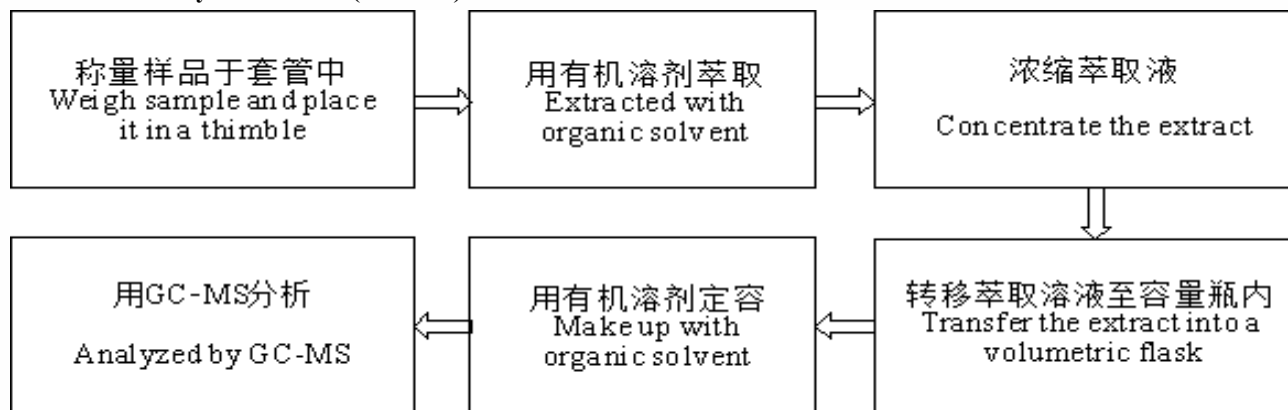 称量样品于套管中
Weigh sample and place
it in a thimble
用有机溶剂萃取
Extracted with
organic solvent
浓缩萃取液
Concentrate the extract
转移萃取溶液至容量瓶内
Transfer the extract into a
volumetric flask
用有机溶剂定容
Make up with
organic solvent
用GC-MS分析
Analyzed by GC-MS